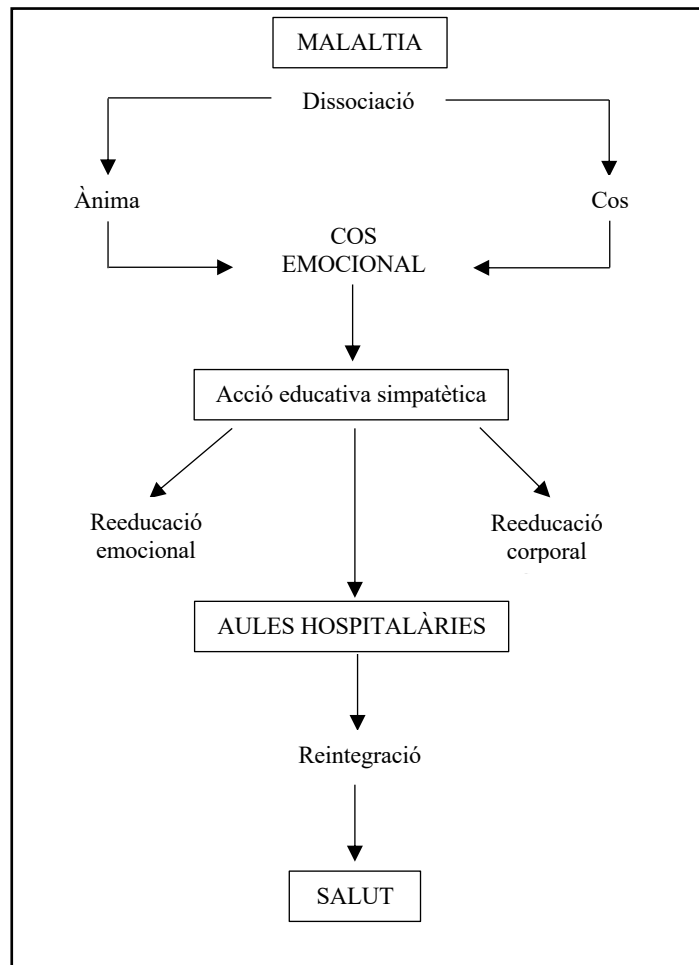 MALALTIA
Dissociació
Ànima
Cos
COS
EMOCIONAL
Acció educativa simpatètica
Reeducació
emocional
Reeducació
corporal
AULES HOSPITALÀRIES
Reintegració
SALUT